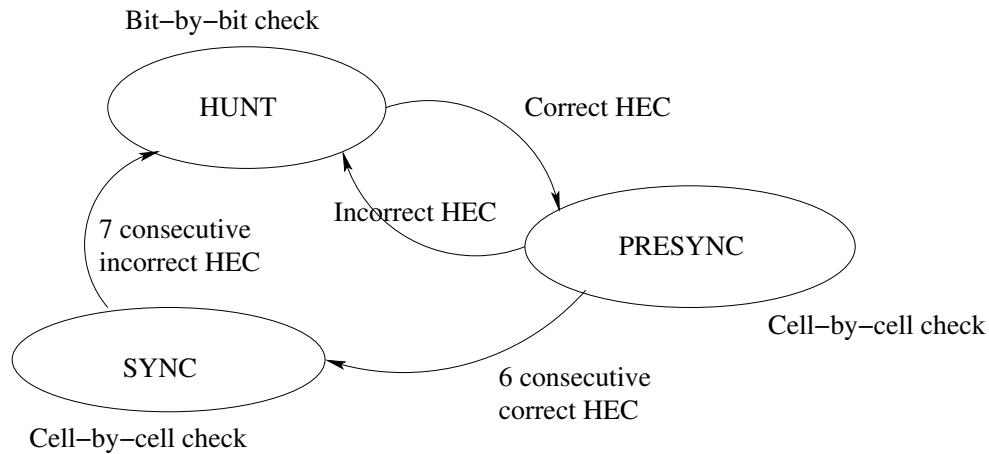 Bit−by−bit check
HUNT
Correct HEC
Incorrect HEC
7 consecutive
incorrect HEC
PRESYNC
Cell−by−cell check
SYNC
6 consecutive
correct HEC
Cell−by−cell check